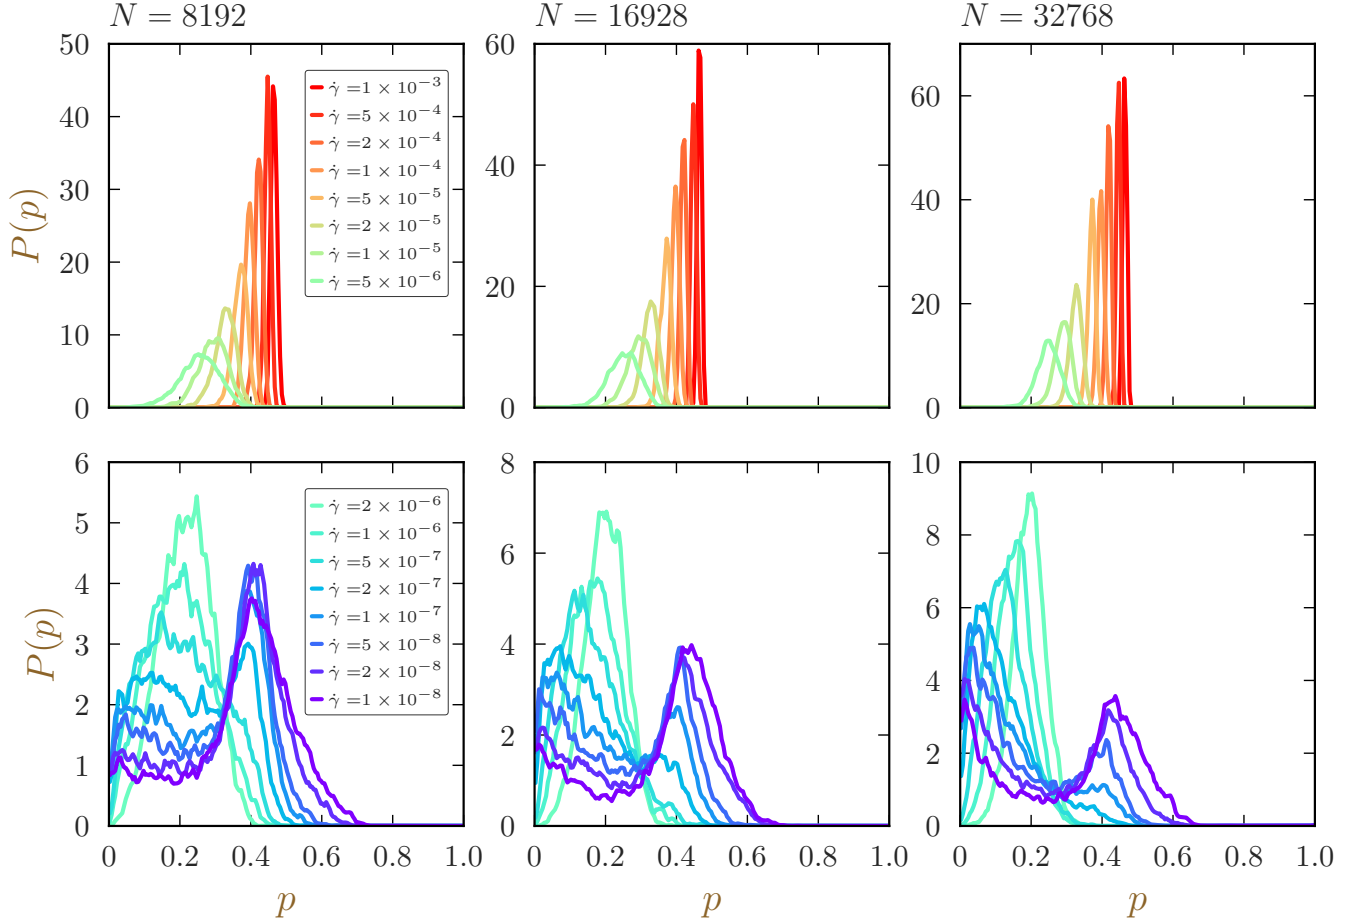 N = 8192
N = 16928
N = 32768
P(p)
50
40
30
20
10
0
γ̇ =1 × 10⁻³
γ̇ =5 × 10⁻⁴
γ̇ =2 × 10⁻⁴
γ̇ =1 × 10⁻⁴
γ̇ =5 × 10⁻⁵
γ̇ =2 × 10⁻⁵
γ̇ =1 × 10⁻⁵
γ̇ =5 × 10⁻⁶
60
40
20
0
60
40
20
0
P(p)
6
5
4
3
2
1
0
γ̇ =2 × 10⁻⁶
γ̇ =1 × 10⁻⁶
γ̇ =5 × 10⁻⁷
γ̇ =2 × 10⁻⁷
γ̇ =1 × 10⁻⁷
γ̇ =5 × 10⁻⁸
γ̇ =2 × 10⁻⁸
γ̇ =1 × 10⁻⁸
0 0.2 0.4 0.6 0.8 1.0
p
8
6
4
2
0
0 0.2 0.4 0.6 0.8 1.0
p
10
8
6
4
2
0
0 0.2 0.4 0.6 0.8 1.0
p